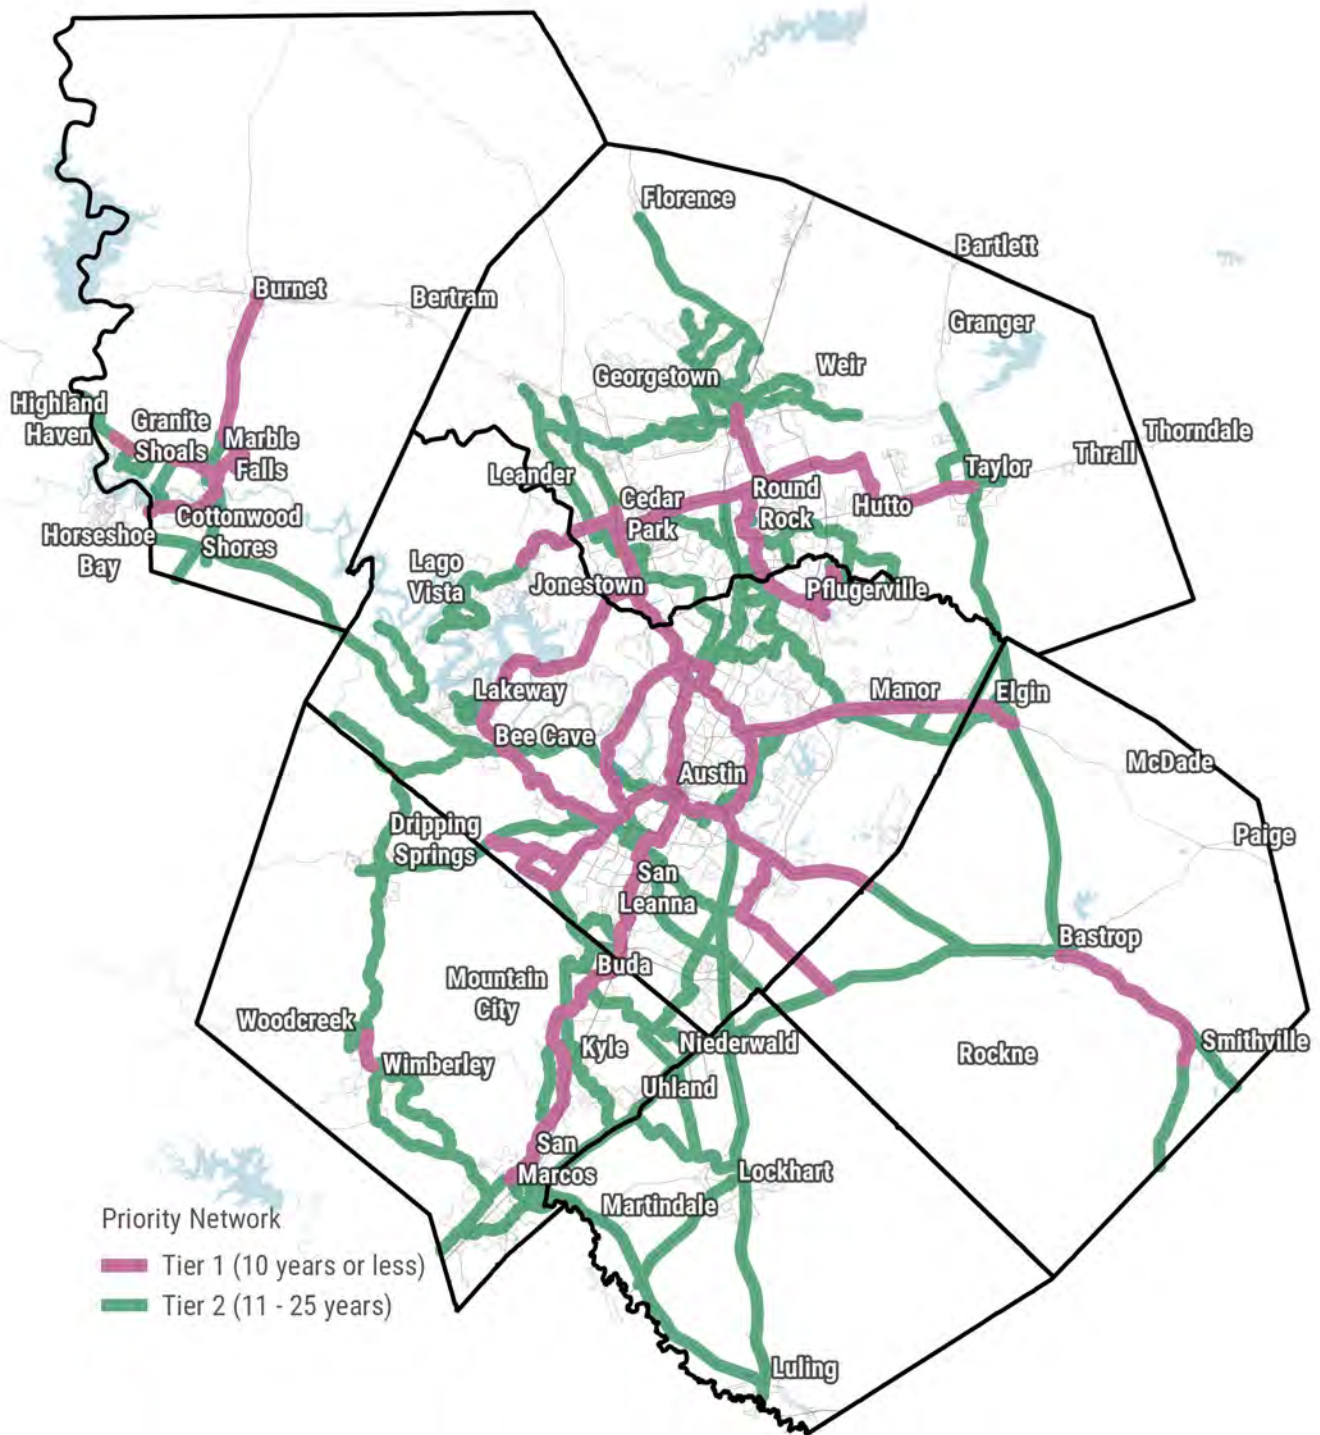 Florence
Bartlett
Burnet
Bertram
Granger
Georgetown
Weir
Highland
Haven
Granite
Shoals
Marble
Falls
Thorndale
Thrall
Taylor
Leander
Cedar
Park
Round
Rock
Hutto
Cottonwood
Shores
Horseshoe
Bay
Lago
Vista
Jonestown
Pflugerville
Lakeway
Manor
Elgin
Bee Cave
McDade
Austin
Dripping
Springs
Paige
San
Leanna
Bastrop
Buda
Mountain
City
Woodcreek
Kyle
Niederwald
Rockne
Smithville
Wimberley
Uhland
San
Marcos
Lockhart
Martindale
Priority Network
Tier 1 (10 years or less)
Tier 2 (11 - 25 years)
Luling